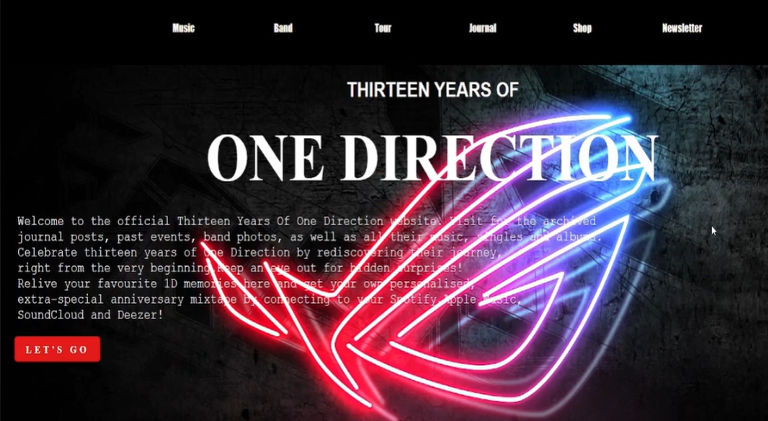 Music Band Tour Journal Shop Newsletter
THIRTEEN YEARS OF
ONE DIRECTION
Welcome to the official Thirteen Years Of One Direction website. Visit for the archived
journal posts, past events, band photos, as well as all their music, singles and albums.
Celebrate thirteen years of One Direction by rediscovering their journey,
right from the very beginning keep an eye out for hidden surprises!
Relive your favourite 1D memories here and get your own personalised,
extra-special anniversary mixtape by connecting to your Spotify,Apple Music,
SoundCloud and Deezer!
LET'S GO